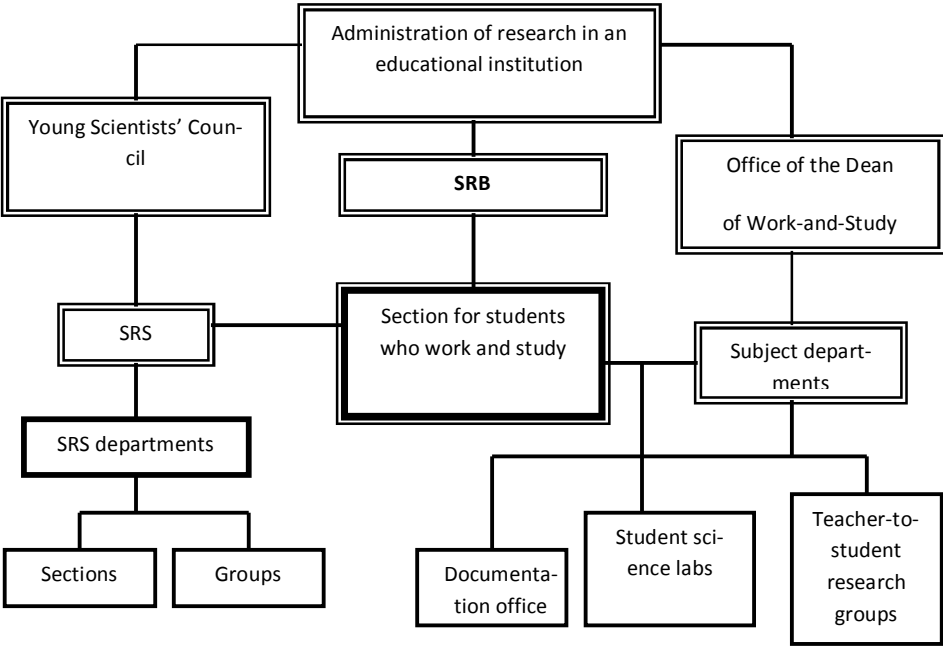 Administration of research in an
educational institution
Young Scientists’ Coun-
cil
SRB
Office of the Dean
of Work-and-Study
SRS
Section for students
who work and study
Subject depart-
ments
SRS departments
Sections
Groups
Documenta-
tion office
Student sci-
ence labs
Teacher-to-
student
research
groups